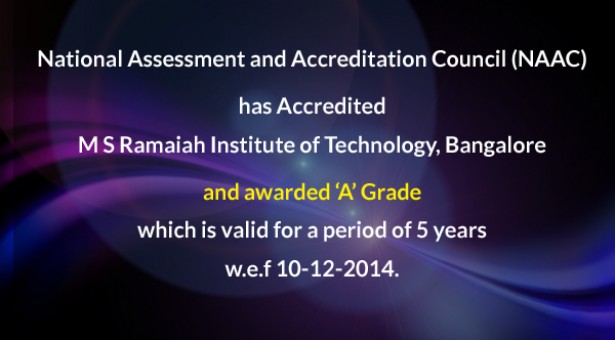 National Assessment and Accreditation Council (NAAC)
has Accredited
M S Ramaiah Institute of Technology, Bangalore
and awarded ‘A’ Grade
which is valid for a period of 5 years
w.e.f 10-12-2014.